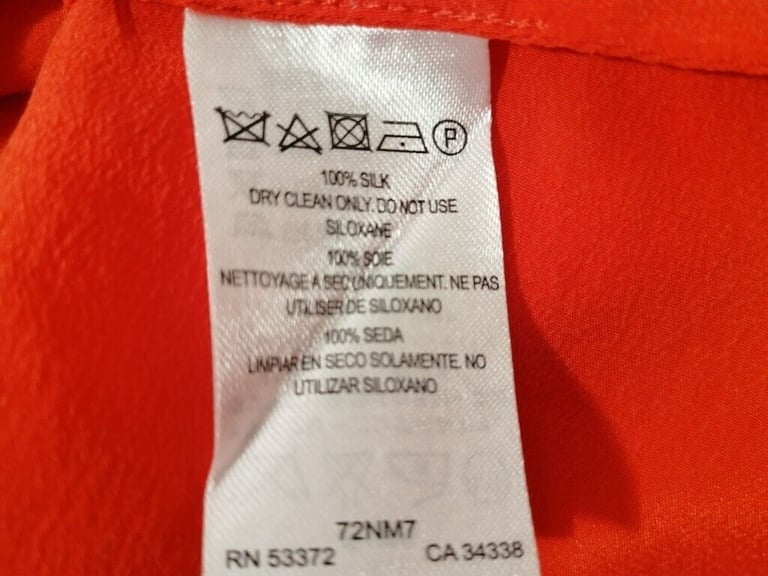 P
100% SILK
DRY CLEAN ONLY. DO NOT USE
SILOXANE
100% SOIE
NETTOYAGE A SEC UNIQUEMENT. NE PAS
UTILISER DE SILOXANO
100% SEDA
LIMPIAR EN SECO SOLAMENTE. NO
UTILIZAR SILOXANO
72NM7
RN 53372 CA 34338